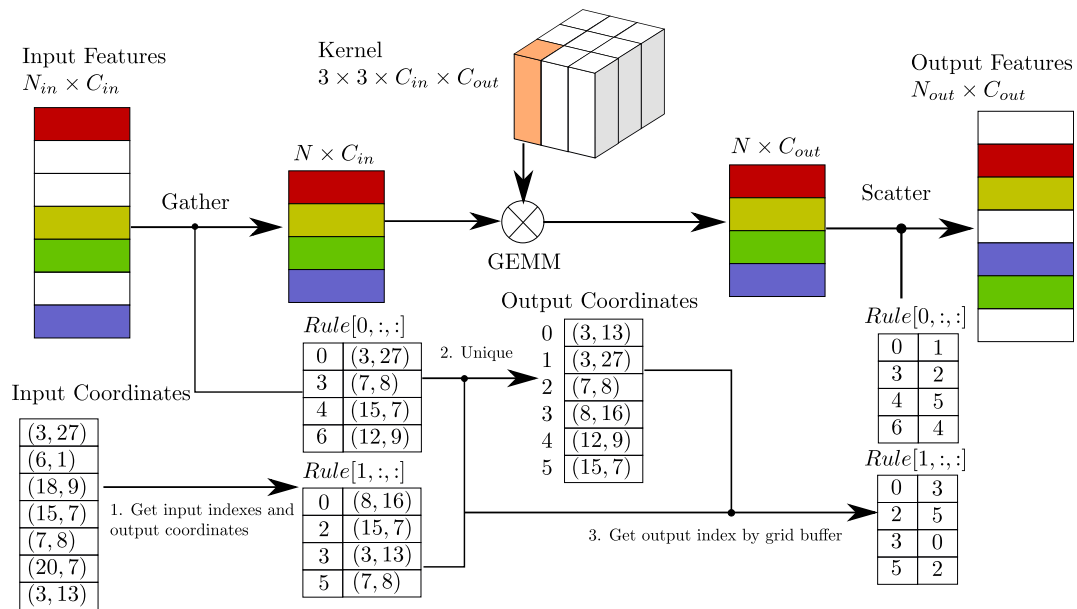 Input Features
N_{in} × C_{in}
Kernel
3 × 3 × C_{in} × C_{out}
Output Features
N_{out} × C_{out}
N × C_{in}
N × C_{out}
Gather
Scatter
GEMM
Output Coordinates
0 (3, 13)
1 (3, 27)
2 (7, 8)
3 (8, 16)
4 (12, 9)
5 (15, 7)
Rule[0, :, :]
0 (3, 27)
3 (7, 8)
4 (15, 7)
6 (12, 9)
2. Unique
Rule[0, :, :]
0 1
3 2
4 5
6 4
Input Coordinates
(3, 27)
(6, 1)
(18, 9)
(15, 7)
(7, 8)
(20, 7)
(3, 13)
1. Get input indexes and
output coordinates
Rule[1, :, :]
0 (8, 16)
2 (15, 7)
3 (3, 13)
5 (7, 8)
3. Get output index by grid buffer
Rule[1, :, :]
0 3
2 5
3 0
5 2